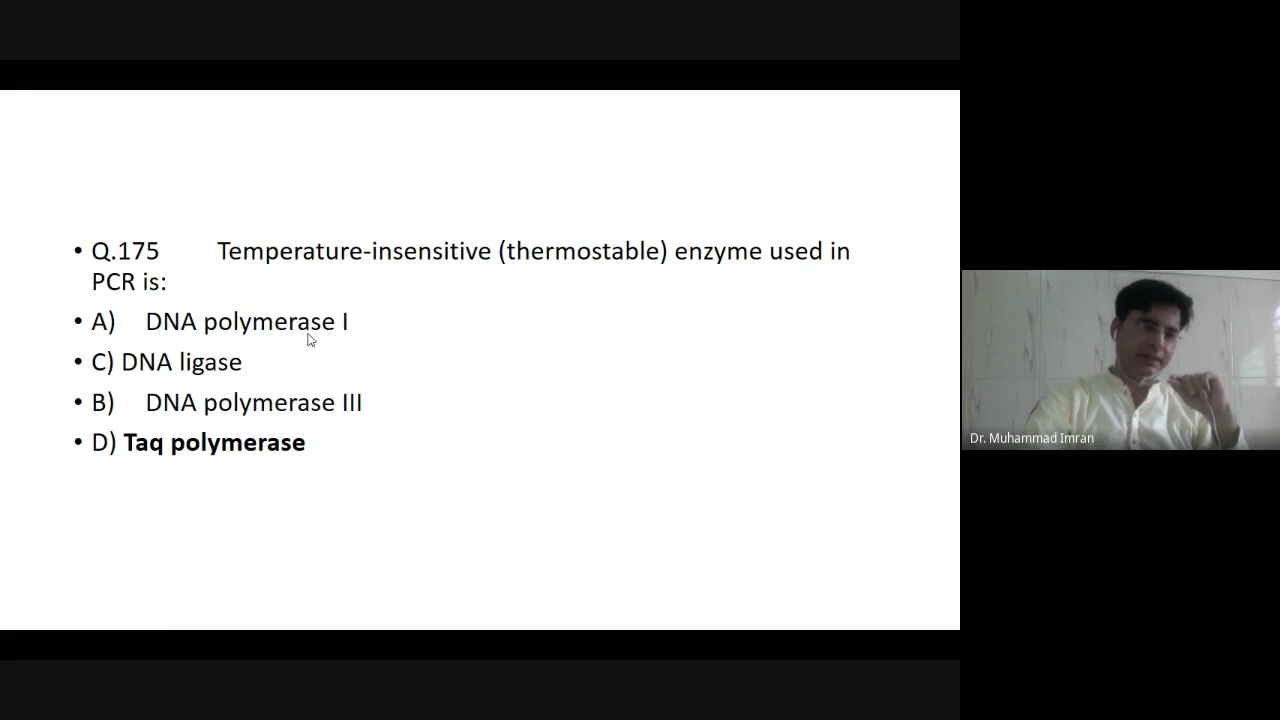 • Q.175 Temperature-insensitive (thermostable) enzyme used in
PCR is:
• A) DNA polymerase I
• C) DNA ligase
• B) DNA polymerase III
• D) Taq polymerase
Dr. Muhammad Imran